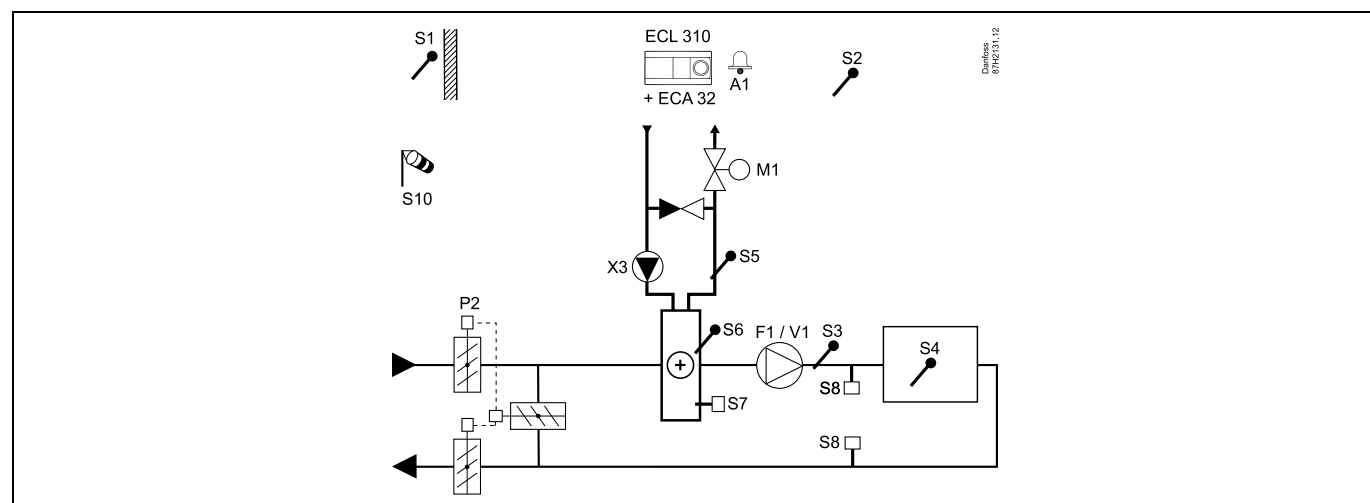 S1
ECL 310
A1
+ ECA 32
S2
Danfoss
87H2131.12
S10
M1
X3
S5
P2
S6
F1 / V1
S3
S4
S8
S7
S8